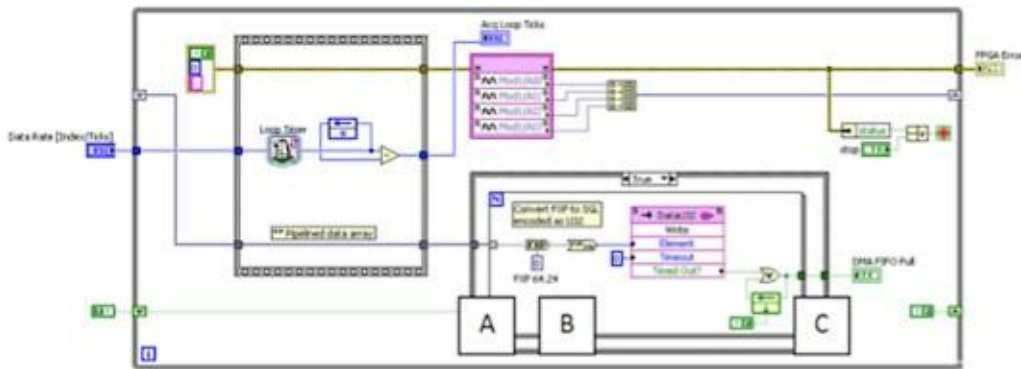 Acq Loop Ticks
FPGA Error
Mod1/AI0
Mod1/AI1
Mod1/AI2
Mod1/AI3
Data Rate [Index/Ticks]
Loop Timer
status
stop
True
Convert FXP to SGL
encoded as U32
DataU32
Write
Element
Timeout
Timed Out?
** Pipelined data array
FXP 64.24
DMA FIFO Full
A
B
C
N
i